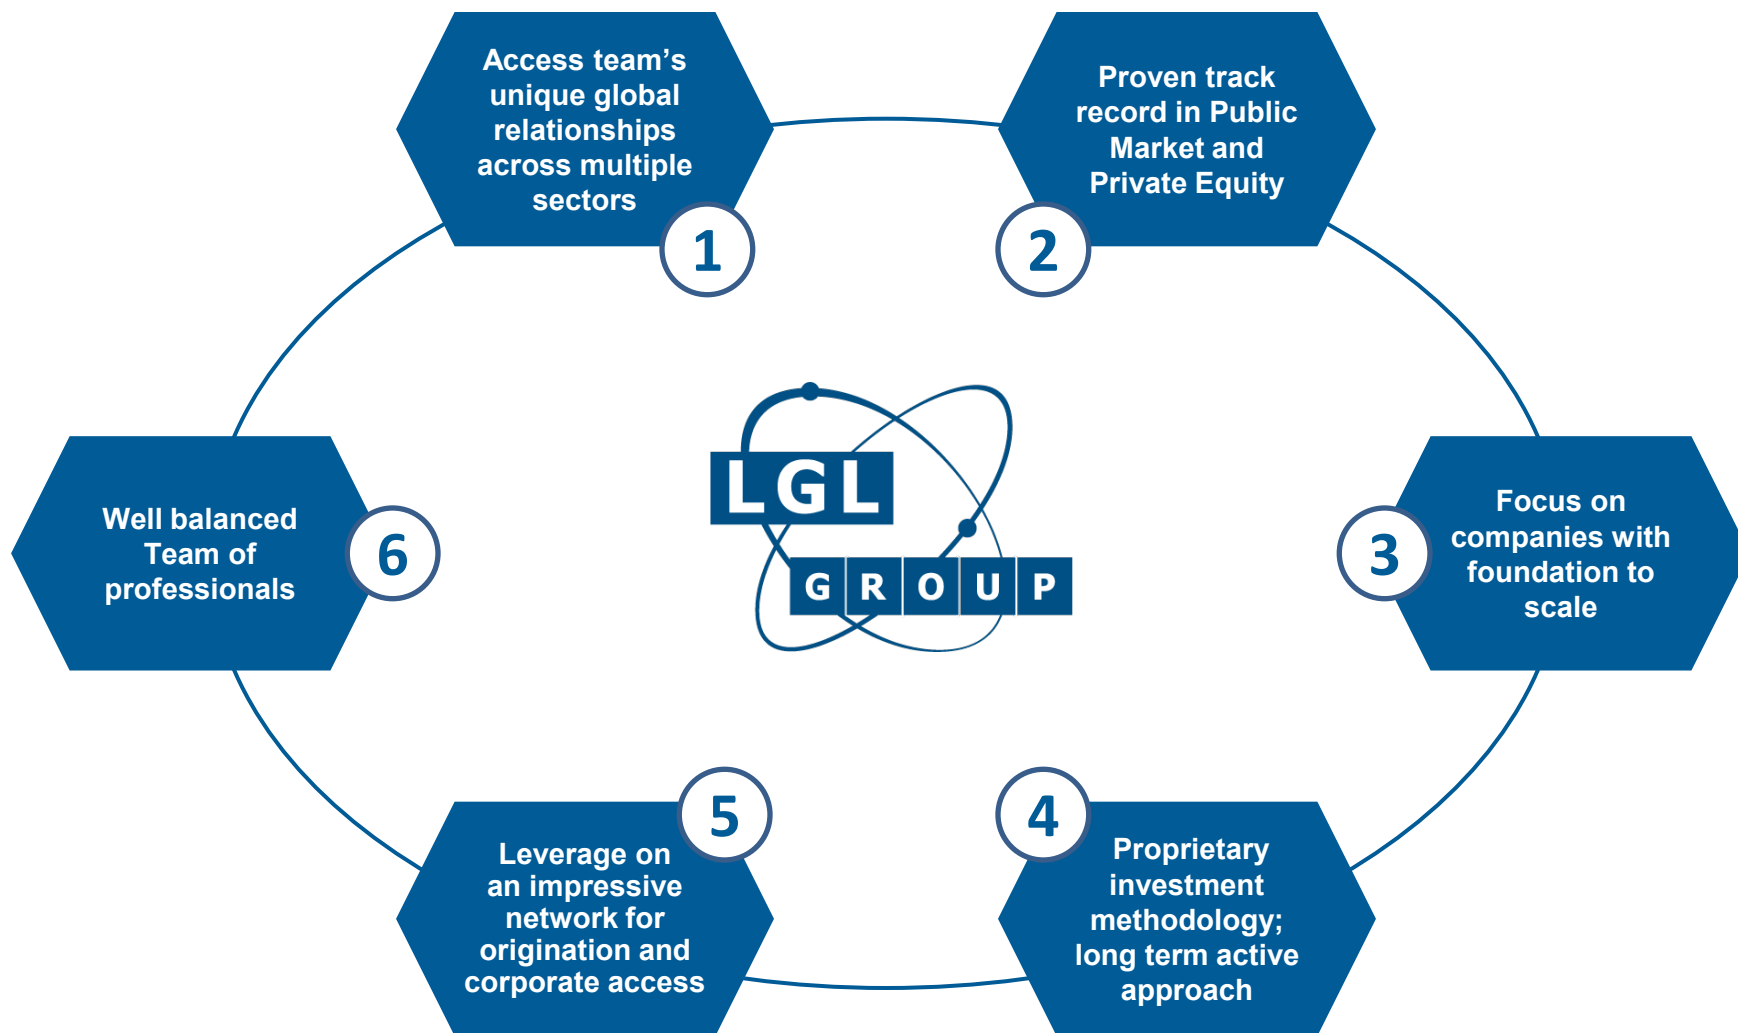 Access team’s
unique global
relationships
across multiple
sectors
1
Proven track
record in Public
Market and
Private Equity
2
Focus on
companies with
foundation to
scale
3
Proprietary
investment
methodology;
long term active
approach
4
Leverage on
an impressive
network for
origination and
corporate access
5
Well balanced
Team of
professionals
6
LGL
GROUP